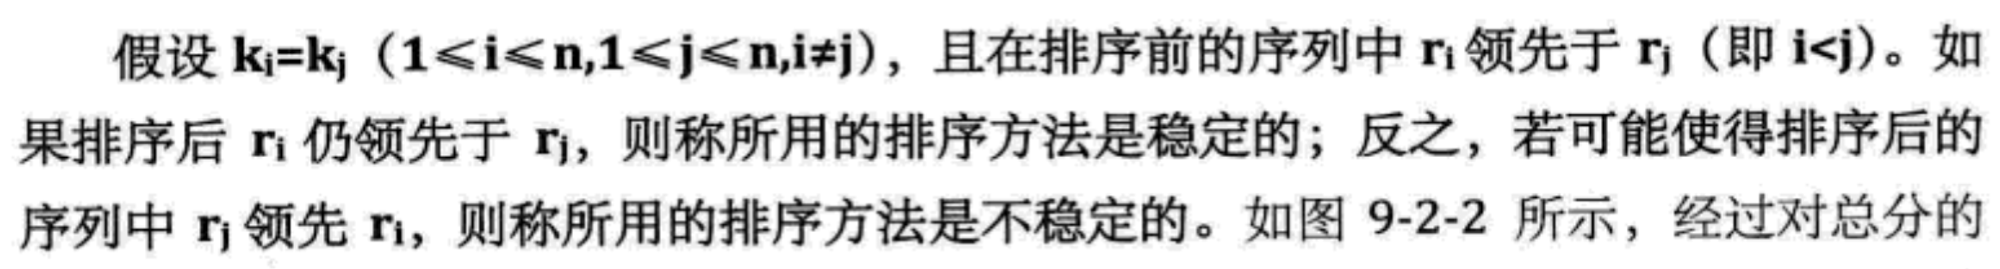 假设 ki=kj（1≤i≤n,1≤j≤n,i≠j），且在排序前的序列中 ri 领先于 rj（即 i<j）。如
果排序后 ri 仍领先于 rj，则称所用的排序方法是稳定的；反之，若可能使得排序后的
序列中 rj 领先 ri，则称所用的排序方法是不稳定的。如图 9-2-2 所示，经过对总分的